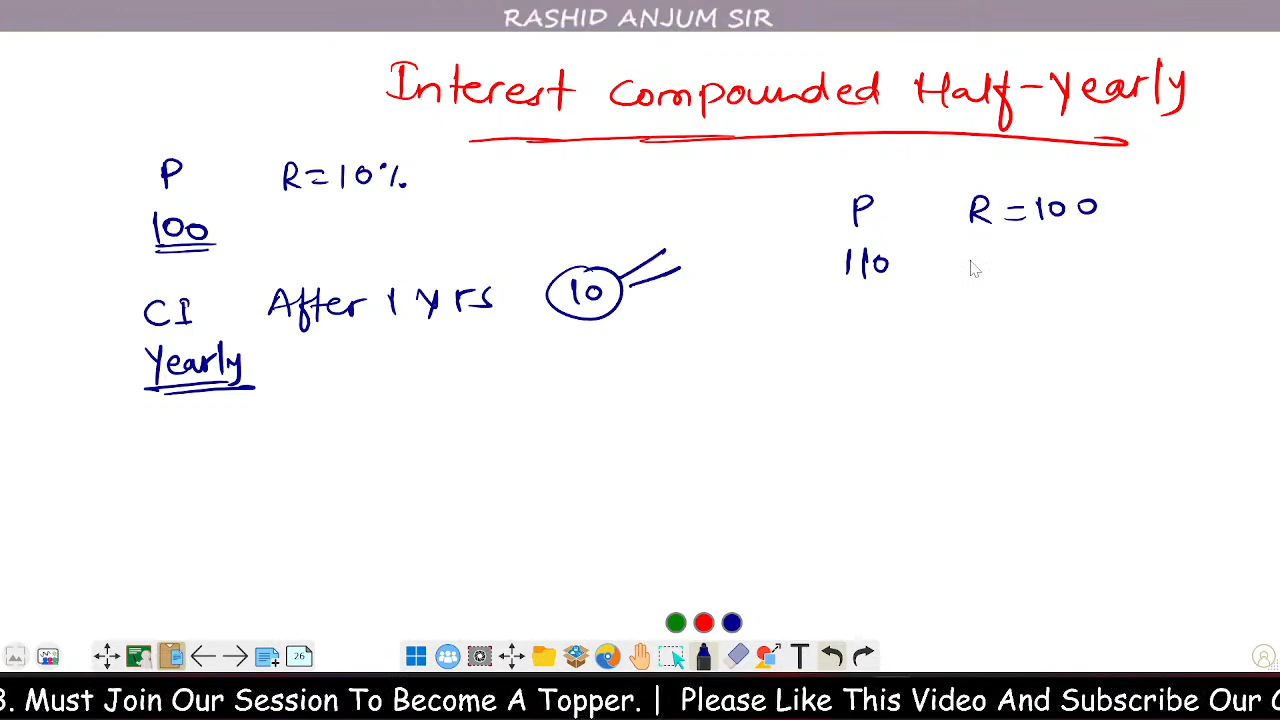 RASHID ANJUM SIR
Interest compounded Half-Yearly
P R=10%
100
P R=100
110
CI After 1 yrs 10
Yearly
26
3. Must Join Our Session To Become A Topper. | Please Like This Video And Subscribe Our C